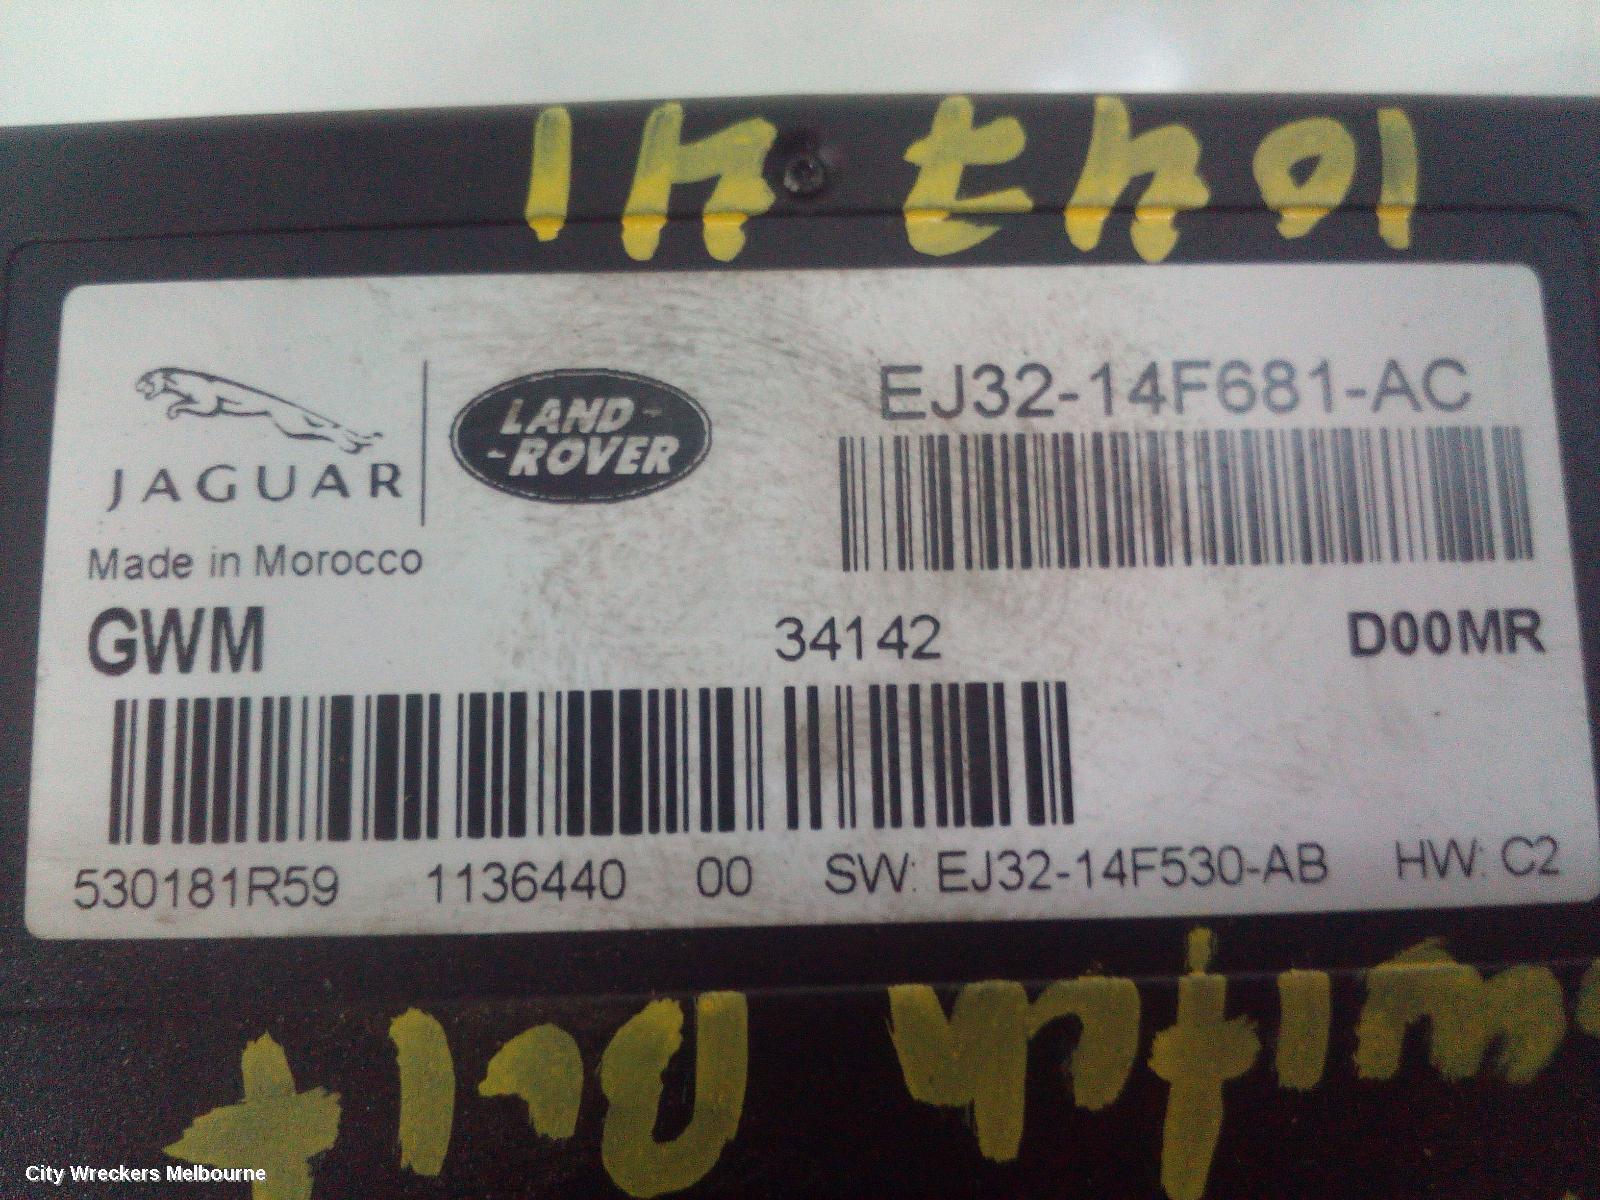 EJ32-14F681-AC
LAND-
-ROVER
JAGUAR
Made in Morocco
GWM 34142 D00MR
530181R59 1136440 00 SW: EJ32-14F530-AB HW: C2
City Wreckers Melbourne